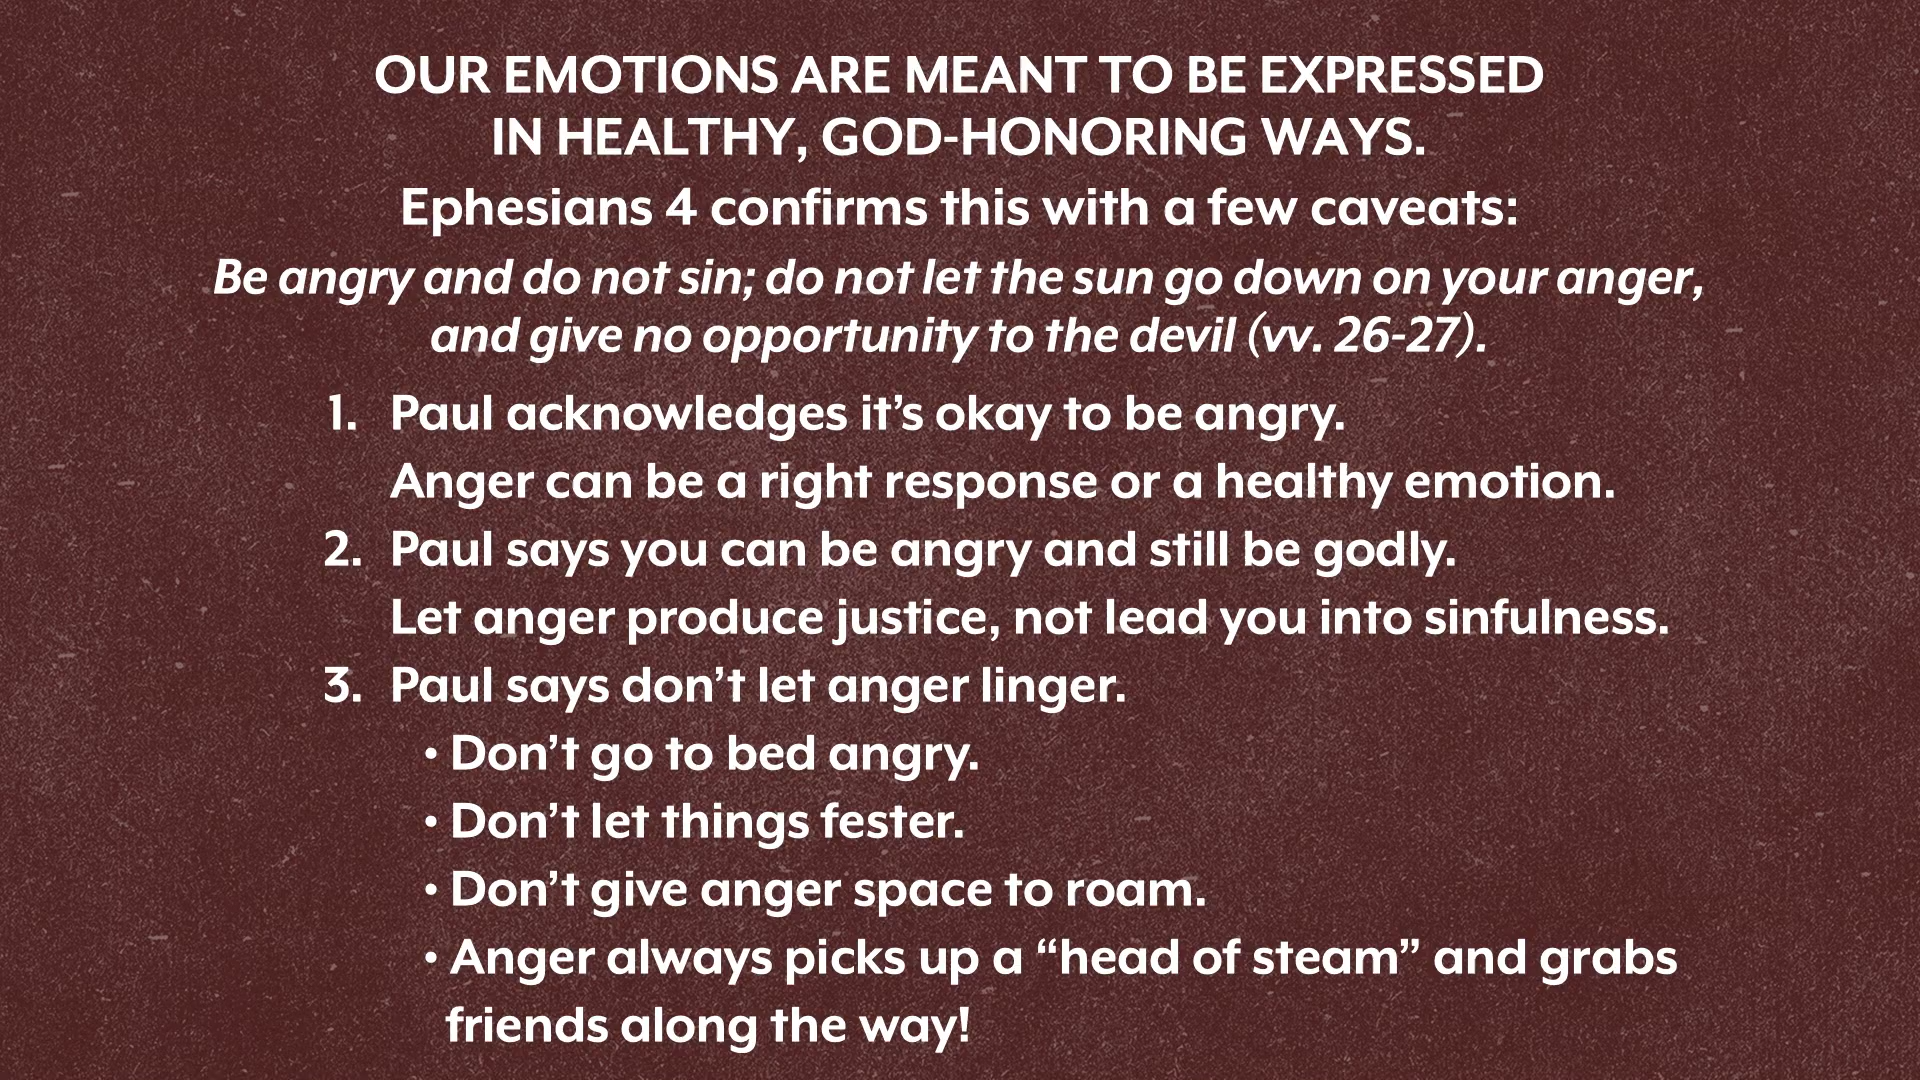 OUR EMOTIONS ARE MEANT TO BE EXPRESSED
IN HEALTHY, GOD-HONORING WAYS.
Ephesians 4 confirms this with a few caveats:
Be angry and do not sin; do not let the sun go down on your anger,
and give no opportunity to the devil (vv. 26-27).
1. Paul acknowledges it’s okay to be angry.
Anger can be a right response or a healthy emotion.
2. Paul says you can be angry and still be godly.
Let anger produce justice, not lead you into sinfulness.
3. Paul says don’t let anger linger.
• Don’t go to bed angry.
• Don’t let things fester.
• Don’t give anger space to roam.
• Anger always picks up a “head of steam” and grabs
friends along the way!